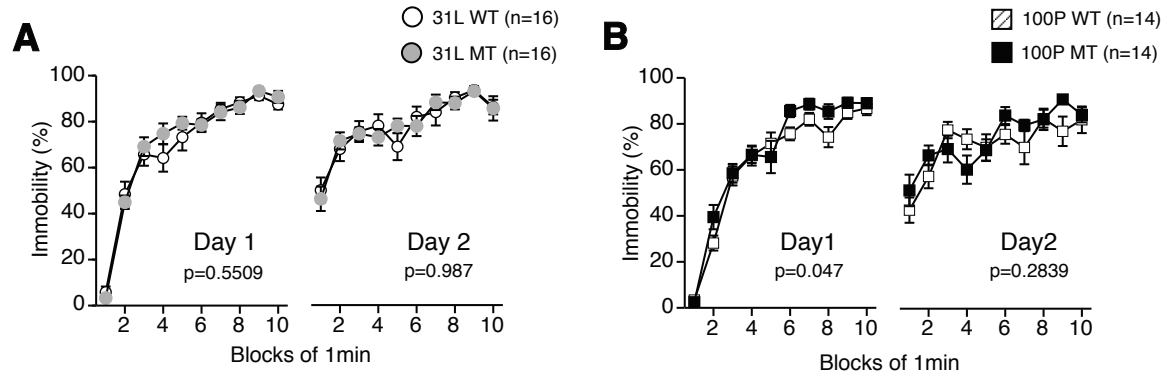 A
31L WT (n=16)
31L MT (n=16)
Immobility (%)
100
80
60
40
20
0
Day 1
p=0.5509
Day 2
p=0.987
2 4 6 8 10
2 4 6 8 10
Blocks of 1min
B
100P WT (n=14)
100P MT (n=14)
Immobility (%)
100
80
60
40
20
0
Day1
p=0.047
Day2
p=0.2839
2 4 6 8 10
2 4 6 8 10
Blocks of 1min